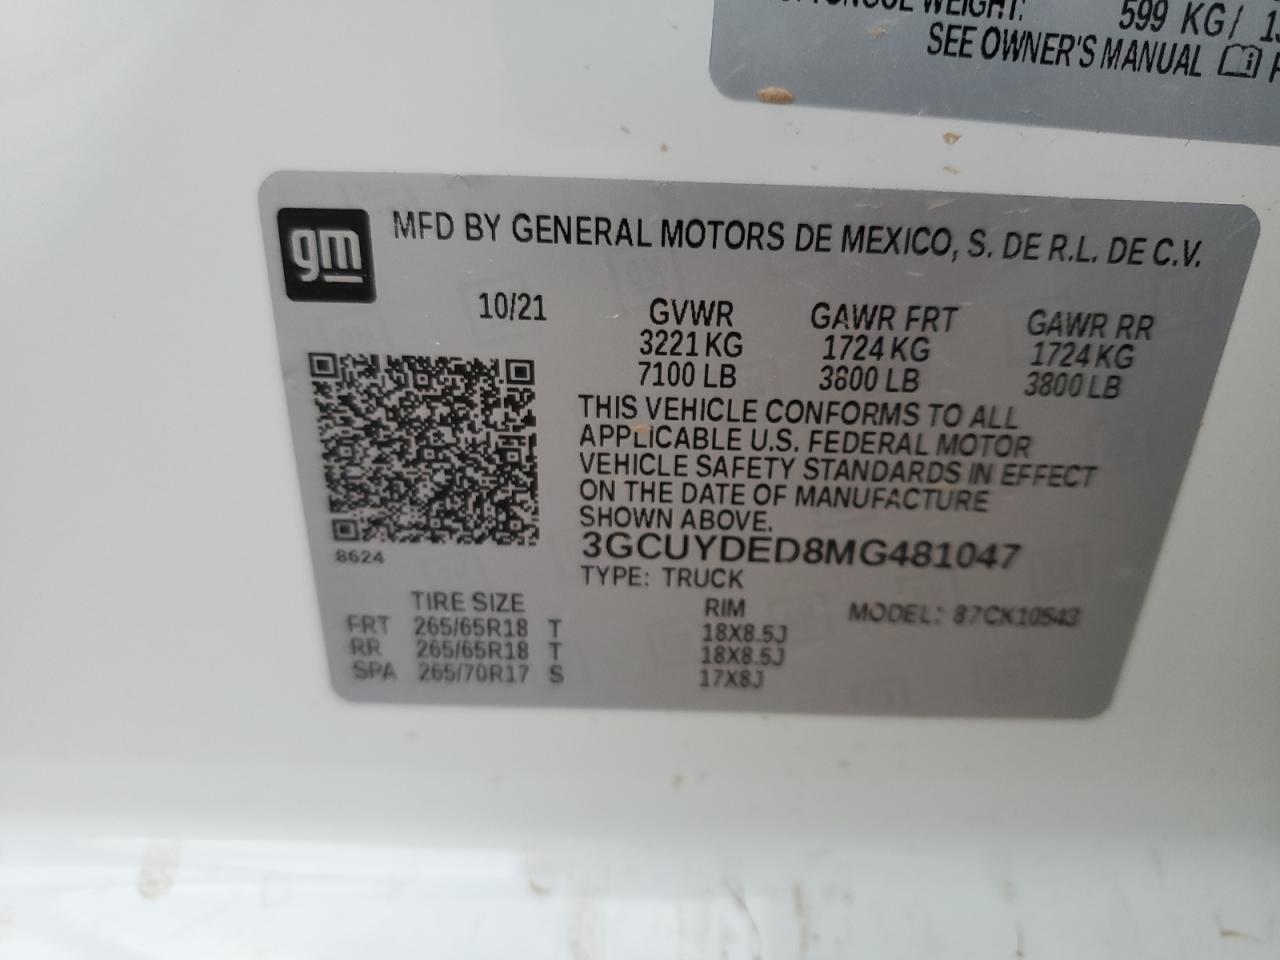 TONGUE WEIGHT: 599 KG/
SEE OWNER'S MANUAL
gm
MFD BY GENERAL MOTORS DE MEXICO, S. DE R.L. DE C.V.
10/21 GVWR GAWR FRT GAWR RR
3221 KG 1724 KG 1724 KG
7100 LB 3800 LB 3800 LB
THIS VEHICLE CONFORMS TO ALL
APPLICABLE U.S. FEDERAL MOTOR
VEHICLE SAFETY STANDARDS IN EFFECT
ON THE DATE OF MANUFACTURE
SHOWN ABOVE.
8624
3GCUYDED8MG481047
TYPE: TRUCK
TIRE SIZE RIM MODEL: 87CK10543
FRT 265/65R18 T 18X8.5J
RR 265/65R18 T 18X8.5J
SPA 265/70R17 S 17X8J